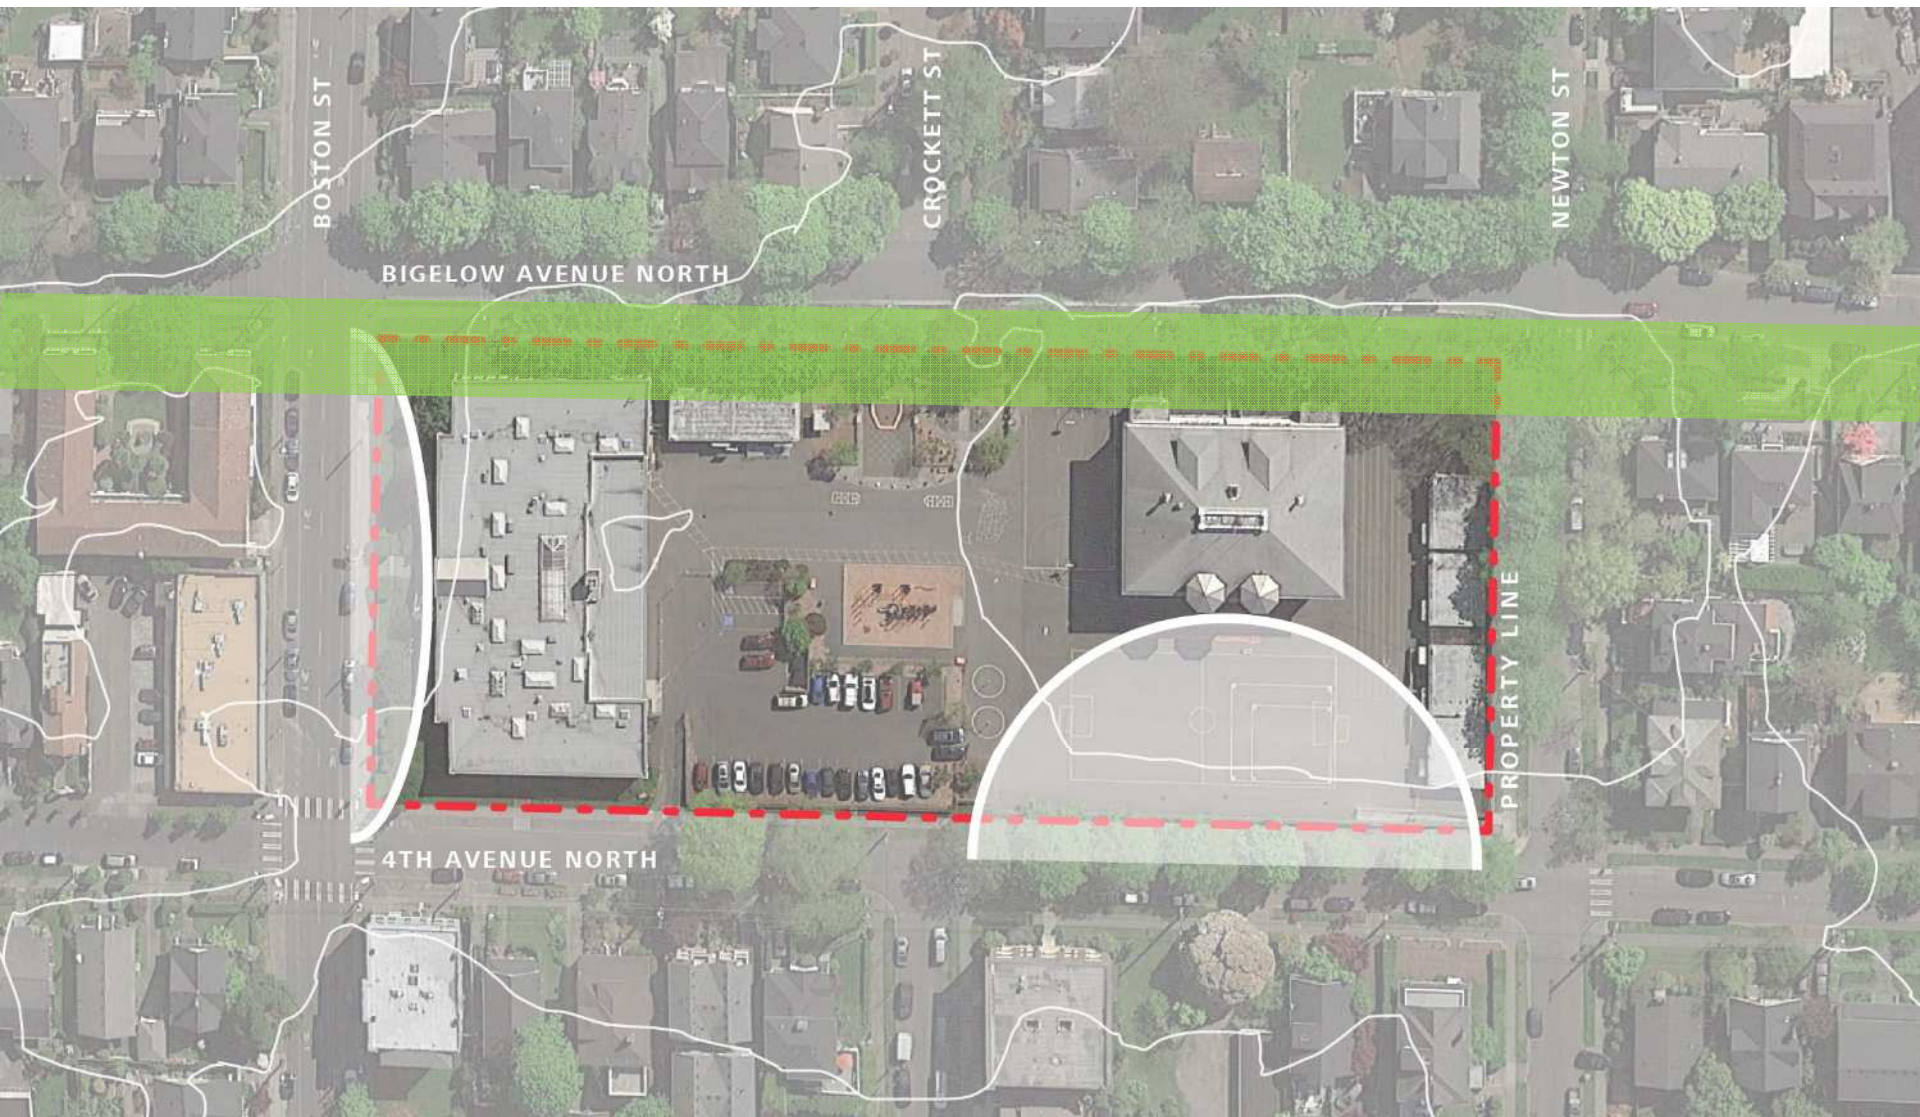 BOSTON ST
CROCKETT ST
NEWTON ST
BIGELOW AVENUE NORTH
PROPERTY LINE
4TH AVENUE NORTH